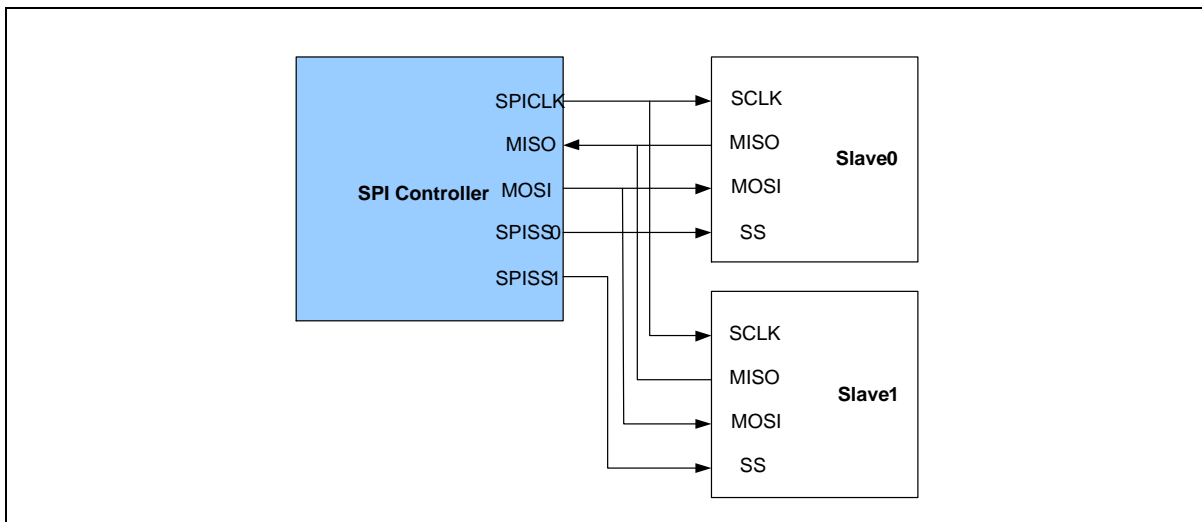 SPICLK
MISO
SPI Controller
MOSI
SPISS0
SPISS1
SCLK
MISO
Slave0
MOSI
SS
SCLK
MISO
Slave1
MOSI
SS